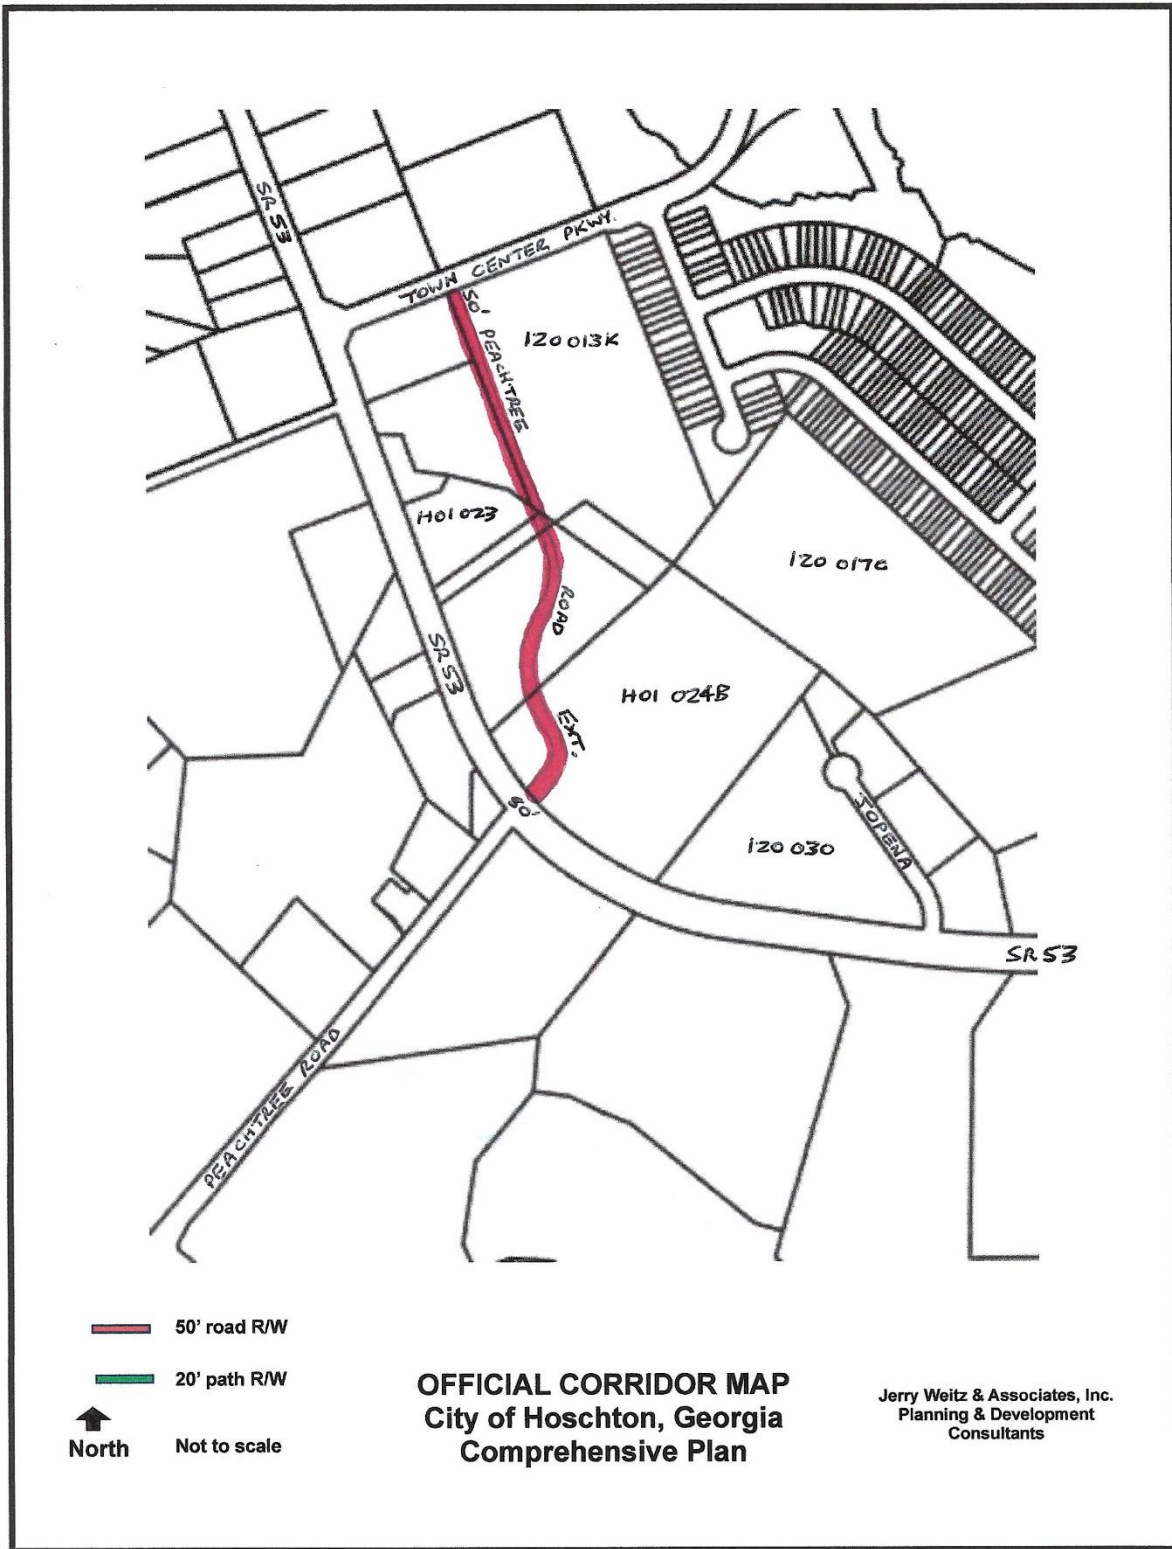 SR 53
TOWN CENTER PKWY.
50' PEACHTREE
120 013K
H01 023
120 017C
ROAD
SR 53
H01 024B
EXT.
50'
JOPENA
120 030
SR 53
PEACHTREE ROAD
50' road R/W
20' path R/W
North
Not to scale
OFFICIAL CORRIDOR MAP
City of Hoschton, Georgia
Comprehensive Plan
Jerry Weitz & Associates, Inc.
Planning & Development
Consultants